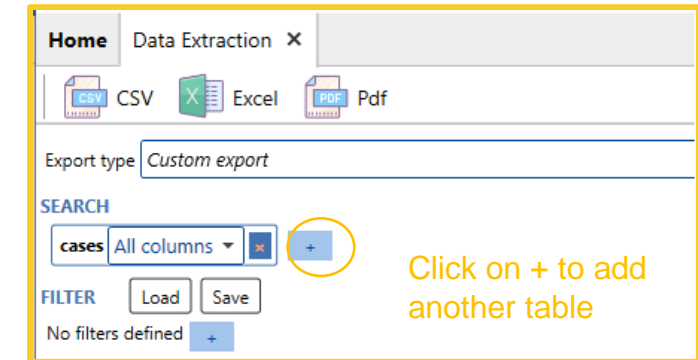 Home Data Extraction ×
CSV CSV X Excel PDF Pdf
Export type Custom export
SEARCH
cases All columns × +
Click on + to add
another table
FILTER Load Save
No filters defined +